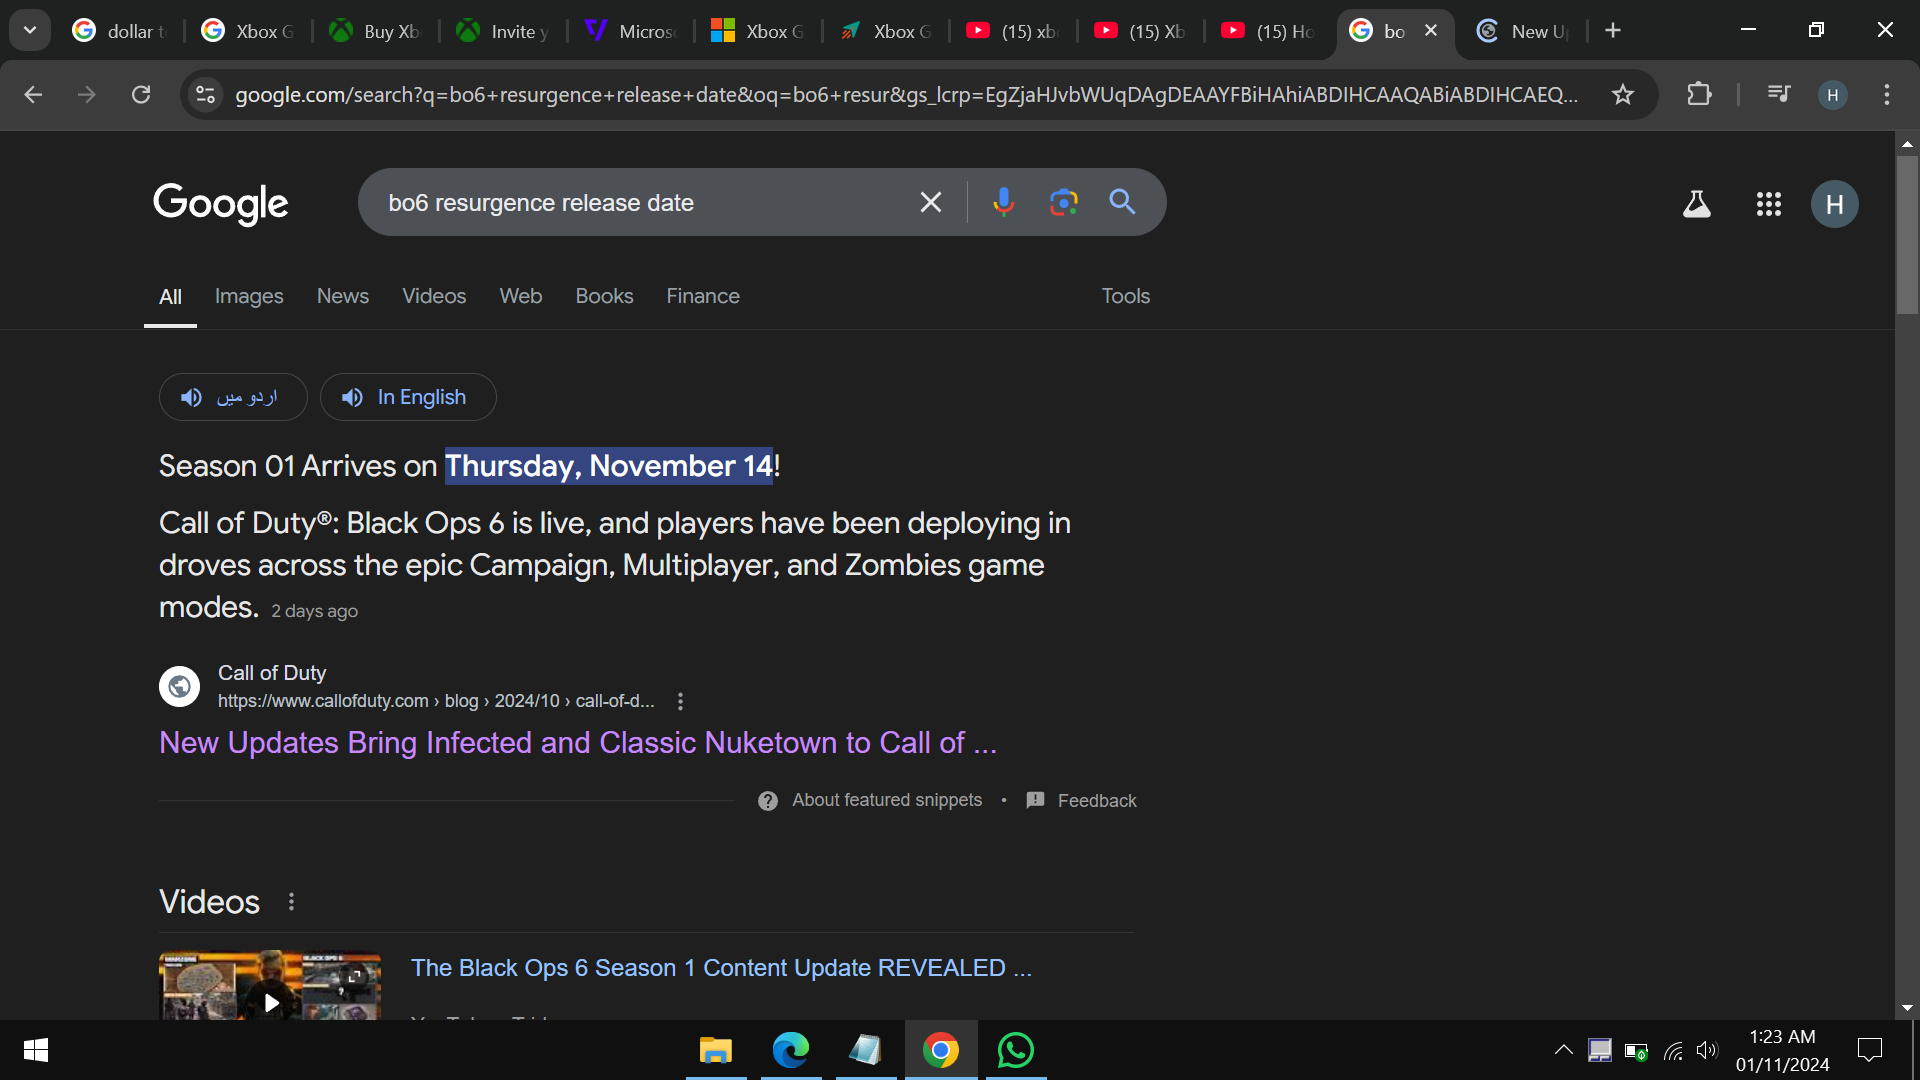 dollar t
Xbox G
Buy Xb
Invite y
Micros
Xbox G
Xbox G
(15) xb
(15) Xb
(15) Ho
bo
New U
google.com/search?q=bo6+resurgence+release+date&oq=bo6+resur&gs_lcrp=EgZjaHJvbWUqDAgDEAAYFBiHAhiABDIHCAAQABiABDIHCAEQ...
H
Google
bo6 resurgence release date
H
All
Images
News
Videos
Web
Books
Finance
Tools
اردو میں
In English
Season 01 Arrives on Thursday, November 14!
Call of Duty®: Black Ops 6 is live, and players have been deploying in
droves across the epic Campaign, Multiplayer, and Zombies game
modes. 2 days ago
Call of Duty
https://www.callofduty.com › blog › 2024/10 › call-of-d...
New Updates Bring Infected and Classic Nuketown to Call of ...
About featured snippets
•
Feedback
Videos
WARZONE
BLACK OPS 6
The Black Ops 6 Season 1 Content Update REVEALED ...
1:23 AM
01/11/2024